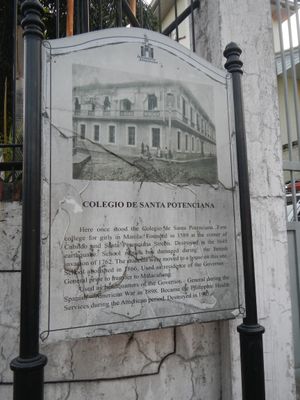 COLEGIO DE SANTA POTENCIANA
Here once stood the Colegio de Santa Potenciana. First
college for girls in Manila. Founded in 1589 at the corner of
Cabildo and Santa Potenciana Streets. Destroyed in the 1645
earthquake. School again was damaged during the British
invasion of 1762. The students were moved to a house on this site.
School abolished in 1866. Used as residence of the Governor-
General prior to transfer to Malacañang.
Used as headquarters of the Governor- General during the
Spanish- American War in 1898. Became the Philippine Health
Services during the American period. Destroyed in